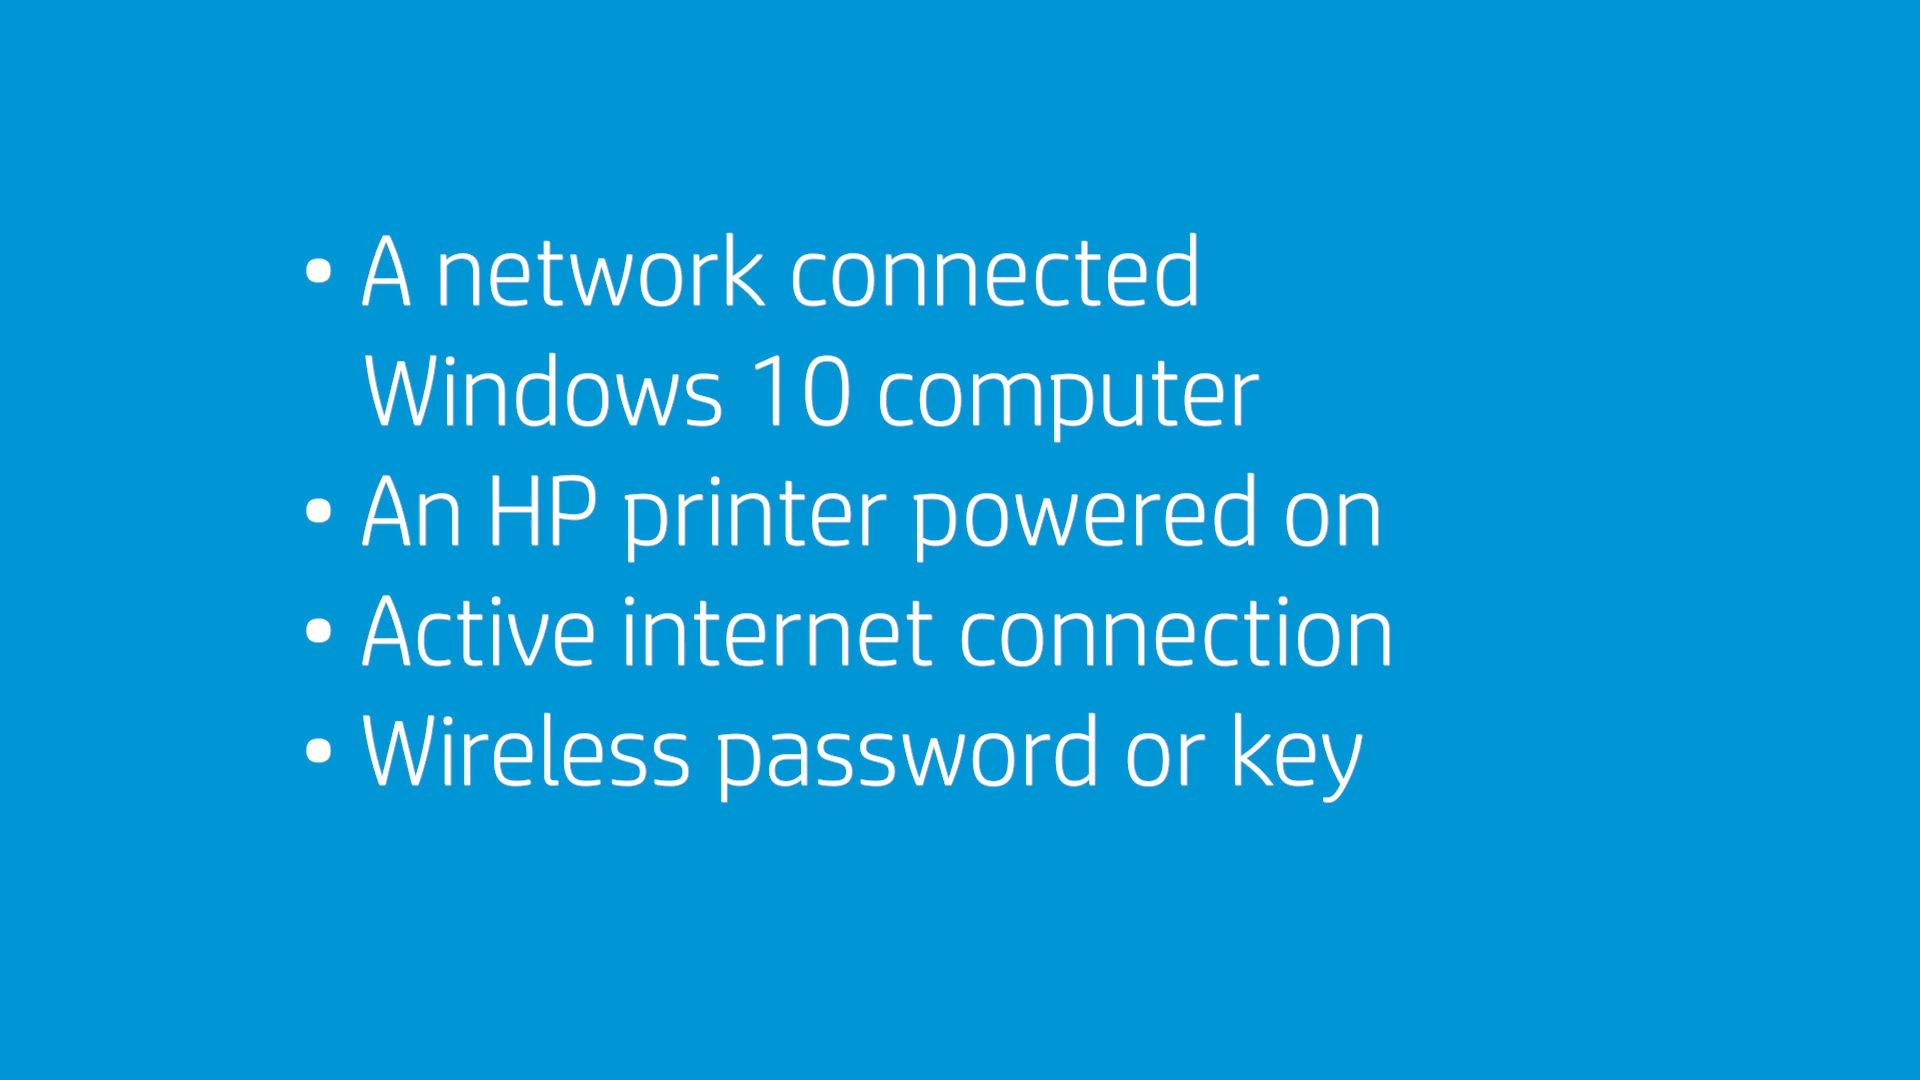 • A network connected
Windows 10 computer
• An HP printer powered on
• Active internet connection
• Wireless password or key